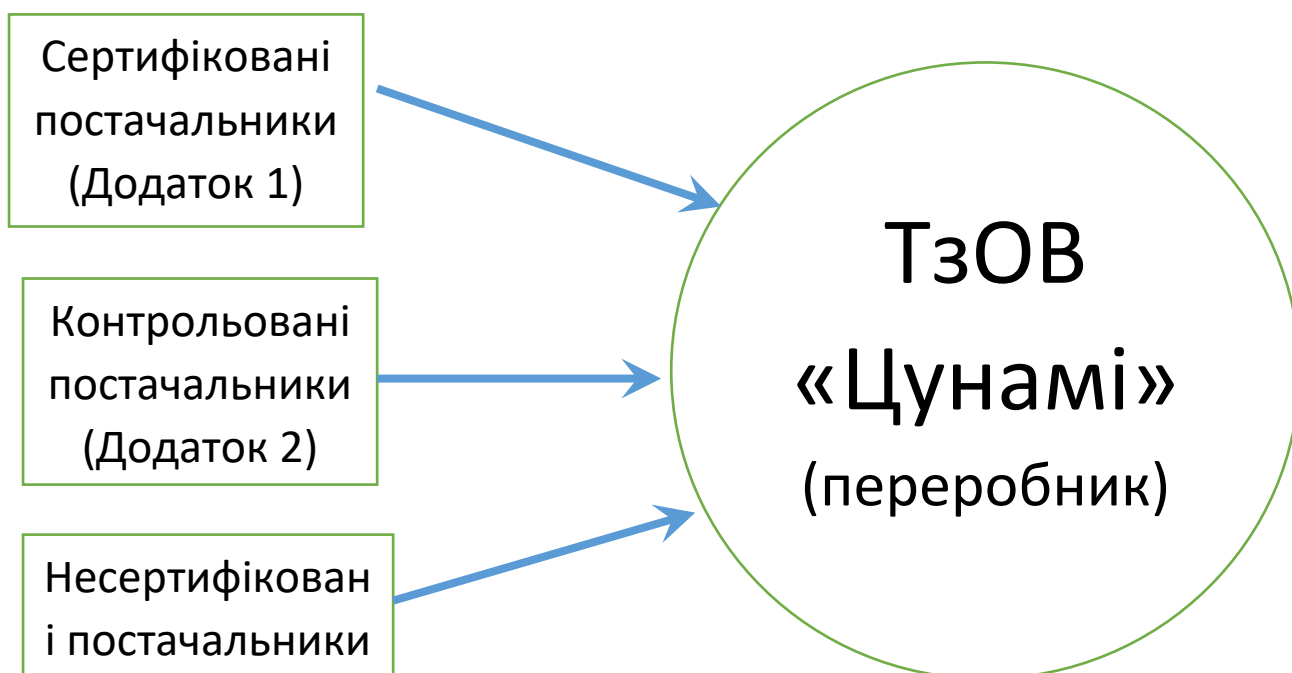 Сертифіковані
постачальники
(Додаток 1)
Контрольовані
постачальники
(Додаток 2)
Несертифікован
і постачальники
ТзОВ
«Цунамі»
(переробник)